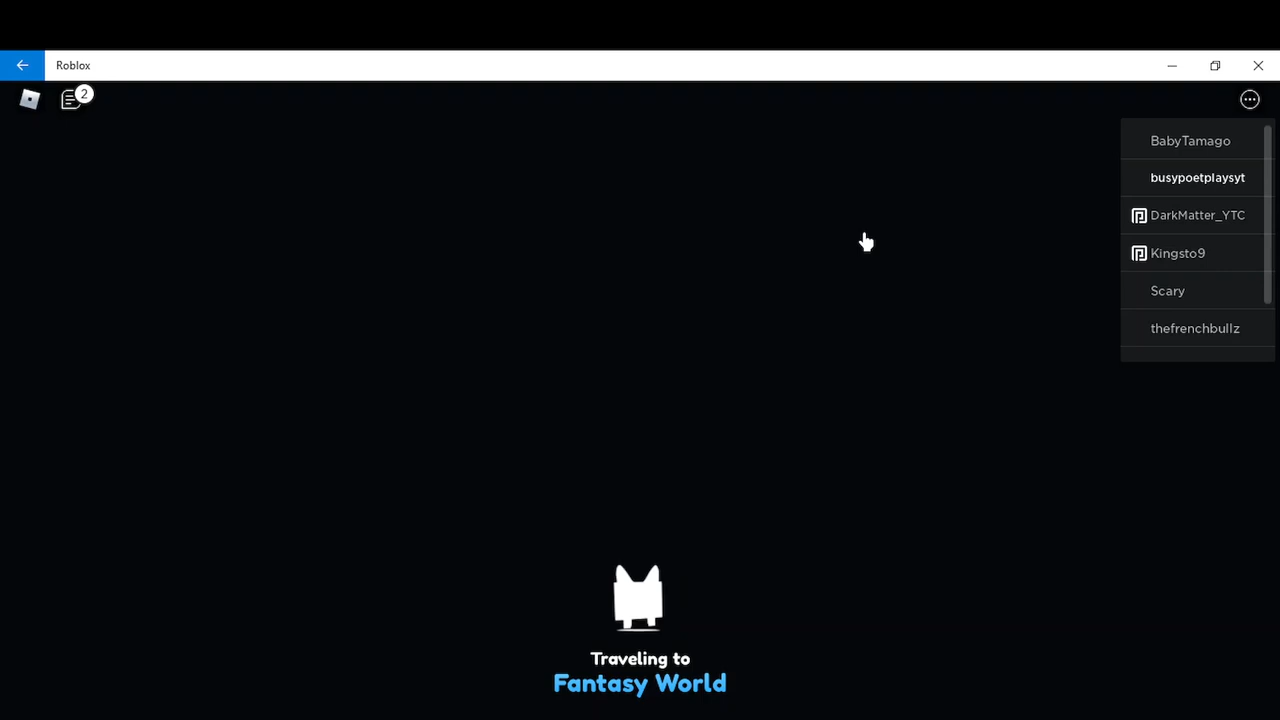 Roblox
2
BabyTamago
busypoetplaysyt
DarkMatter_YTC
Kingsto9
Scary
thefrenchbullz
Traveling to
Fantasy World